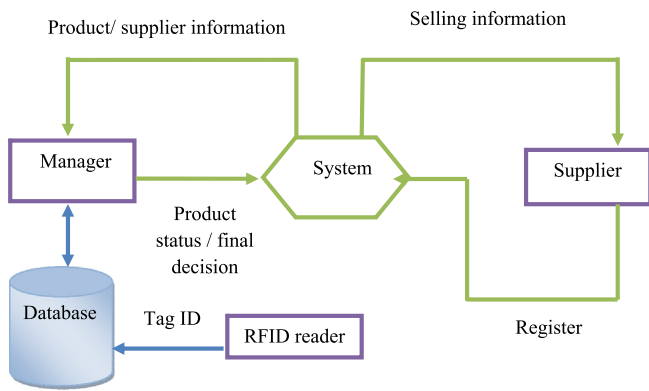 Product/ supplier information
Selling information
Manager
System
Supplier
Product
status / final
decision
Database
Tag ID
RFID reader
Register